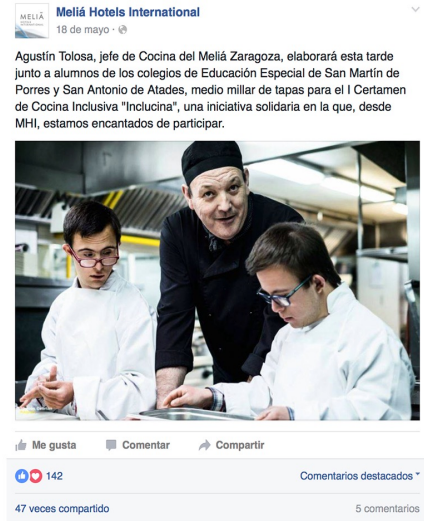 MELIÁ
Meliá Hotels International
18 de mayo ·
Agustín Tolosa, jefe de Cocina del Meliá Zaragoza, elaborará esta tarde
junto a alumnos de los colegios de Educación Especial de San Martín de
Porres y San Antonio de Atades, medio millar de tapas para el I Certamen
de Cocina Inclusiva "Inclucina", una iniciativa solidaria en la que, desde
MHI, estamos encantados de participar.
Me gusta Comentar Compartir
142 Comentarios destacados
47 veces compartido 5 comentarios